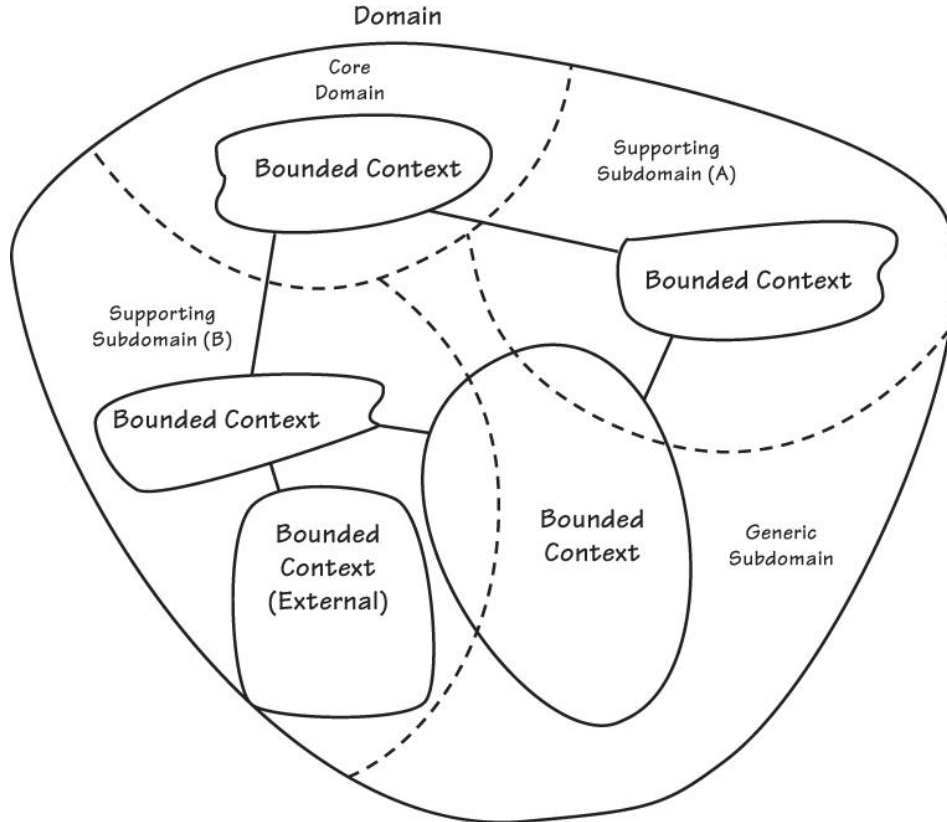 Domain
Core
Domain
Bounded Context
Supporting
Subdomain (A)
Bounded Context
Supporting
Subdomain (B)
Bounded Context
Bounded
Context
(External)
Bounded
Context
Generic
Subdomain